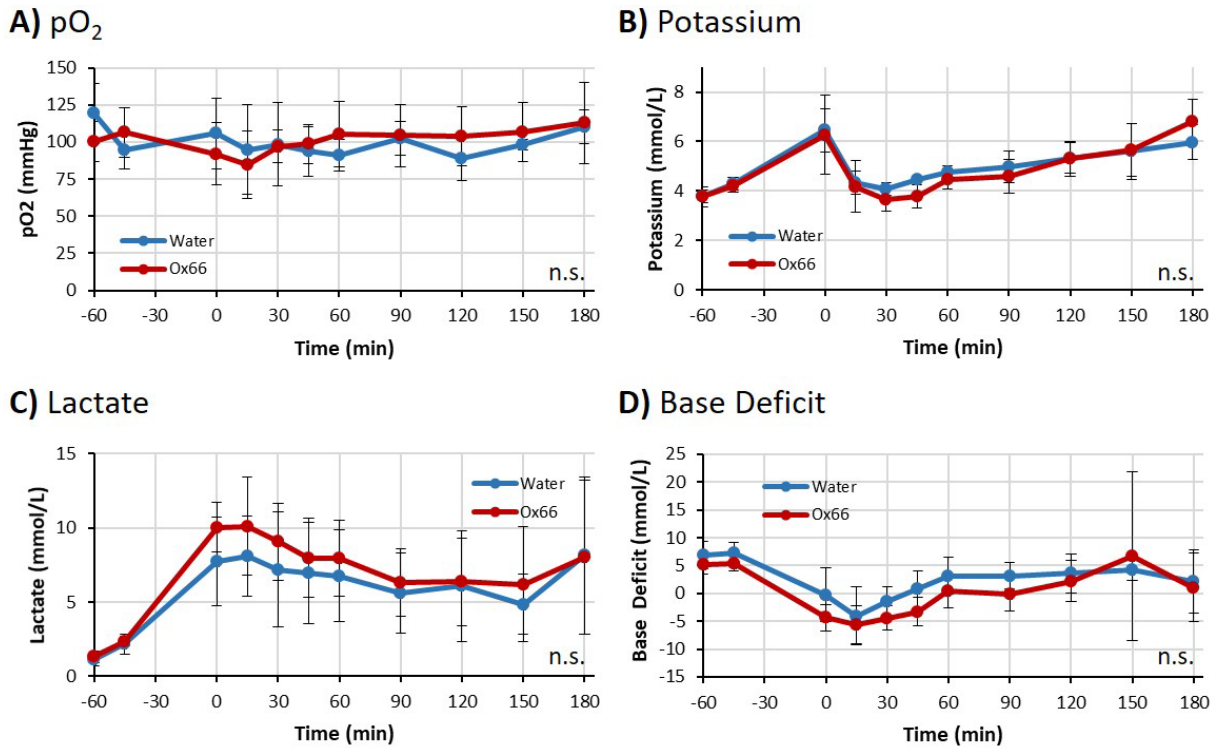 A) pO2
150
125
100
75
50
25
0
pO2 (mmHg)
Water
Ox66
n.s.
-60 -30 0 30 60 90 120 150 180
Time (min)
B) Potassium
8
6
4
2
0
Potassium (mmol/L)
Water
Ox66
n.s.
-60 -30 0 30 60 90 120 150 180
Time (min)
C) Lactate
15
10
5
0
Lactate (mmol/L)
Water
Ox66
n.s.
-60 -30 0 30 60 90 120 150 180
Time (min)
D) Base Deficit
25
20
15
10
5
0
-5
-10
-15
Base Deficit (mmol/L)
Water
Ox66
n.s.
-60 -30 0 30 60 90 120 150 180
Time (min)